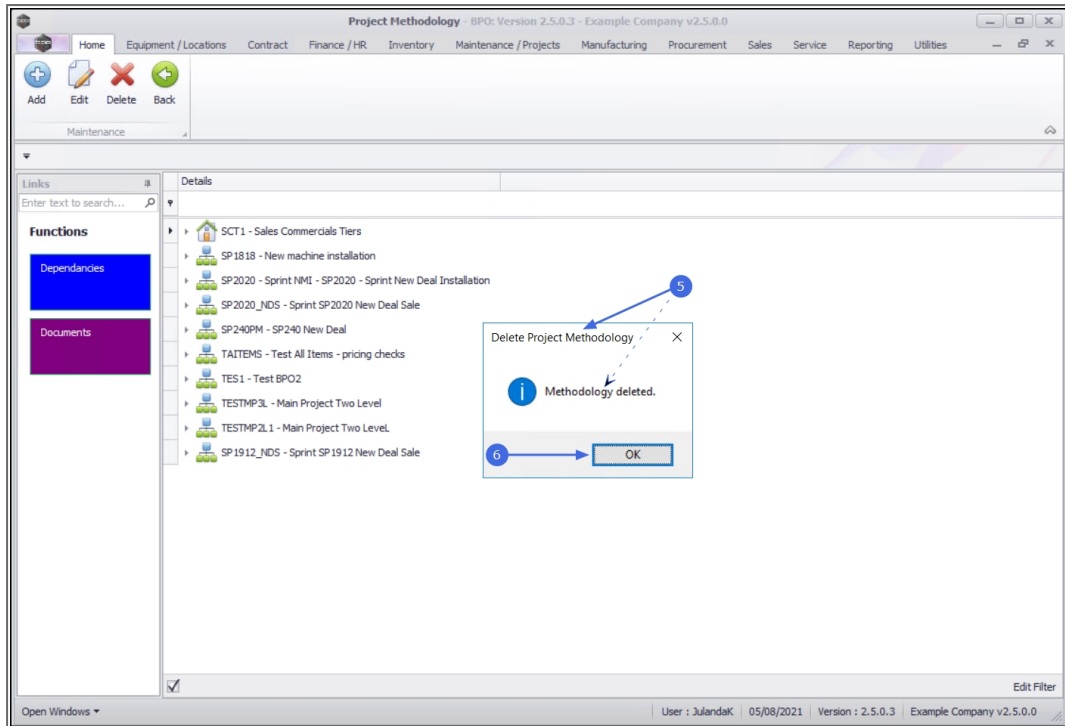 Project Methodology - BPO: Version 2.5.0.3 - Example Company v2.5.0.0
Home Equipment / Locations Contract Finance / HR Inventory Maintenance / Projects Manufacturing Procurement Sales Service Reporting Utilities
Add Edit Delete Back
Maintenance
Links
Enter text to search...
Functions
Dependancies
Documents
Details
SCT1 - Sales Commercials Tiers
SP1818 - New machine installation
SP2020 - Sprint NMI - SP2020 - Sprint New Deal Installation
SP2020_NDS - Sprint SP2020 New Deal Sale
SP240PM - SP240 New Deal
TAITEMS - Test All Items - pricing checks
TES1 - Test BPO2
TESTMP3L - Main Project Two Level
TESTMP2L1 - Main Project Two LeveL
SP1912_NDS - Sprint SP1912 New Deal Sale
5
Delete Project Methodology
Methodology deleted.
6
OK
Edit Filter
Open Windows
User : JulandaK 05/08/2021 Version : 2.5.0.3 Example Company v2.5.0.0